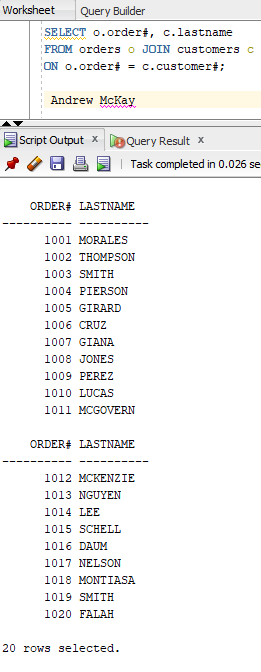 Worksheet Query Builder
SELECT o.order#, c.lastname
FROM orders o JOIN customers c
ON o.order# = c.customer#;
Andrew McKay
Script Output x Query Result x
Task completed in 0.026 se
ORDER# LASTNAME
---------- ----------
1001 MORALES
1002 THOMPSON
1003 SMITH
1004 PIERSON
1005 GIRARD
1006 CRUZ
1007 GIANA
1008 JONES
1009 PEREZ
1010 LUCAS
1011 MCGOVERN
ORDER# LASTNAME
---------- ----------
1012 MCKENZIE
1013 NGUYEN
1014 LEE
1015 SCHELL
1016 DAUM
1017 NELSON
1018 MONTIASA
1019 SMITH
1020 FALAH
20 rows selected.